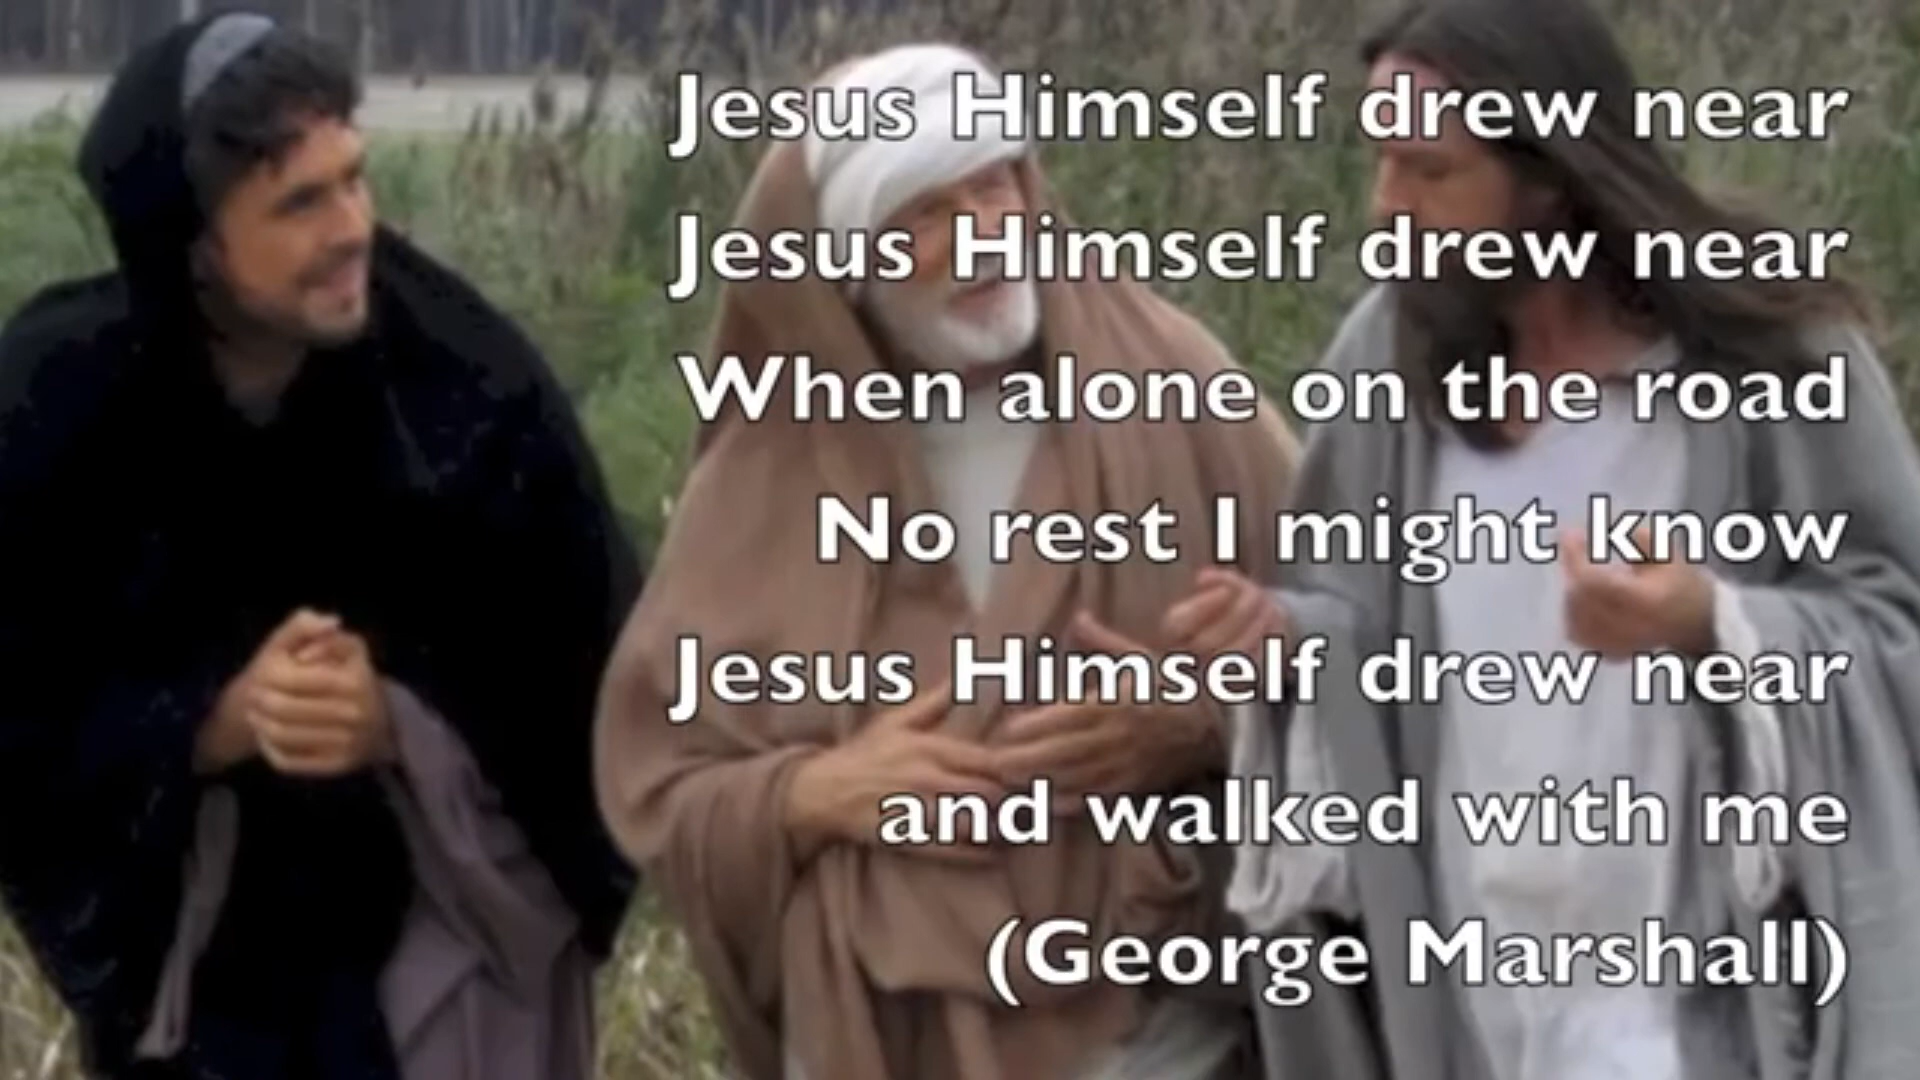 Jesus Himself drew near
Jesus Himself drew near
When alone on the road
No rest I might know
Jesus Himself drew near
and walked with me
(George Marshall)